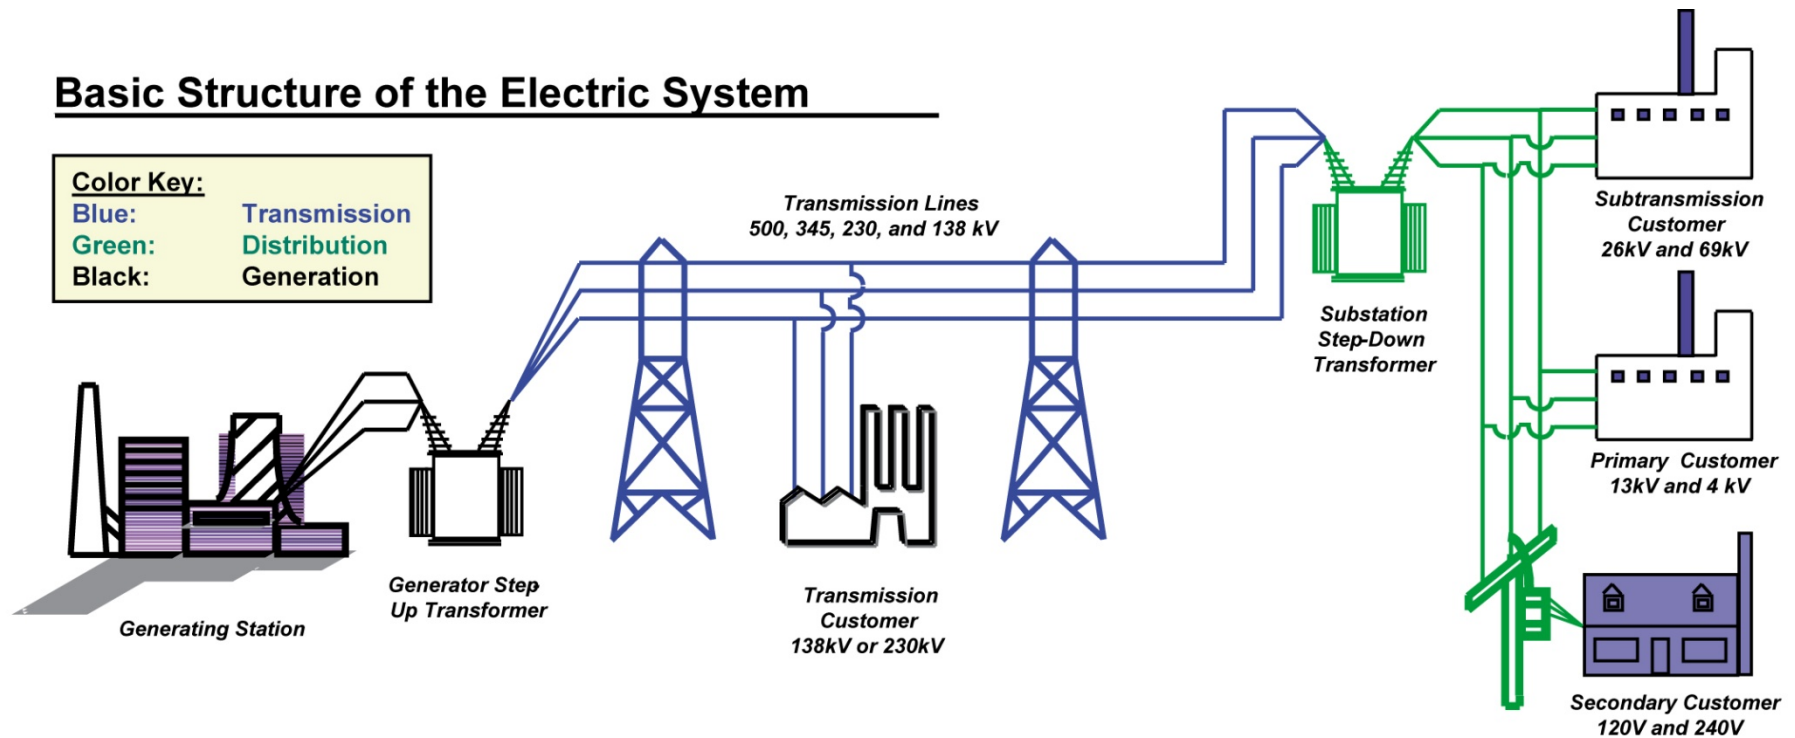 Basic Structure of the Electric System
Color Key:
Blue: Transmission
Green: Distribution
Black: Generation
Transmission Lines
500, 345, 230, and 138 kV
Generating Station
Generator Step-
Up Transformer
Transmission
Customer
138kV or 230kV
Substation
Step-Down
Transformer
Subtransmission
Customer
26kV and 69kV
Primary Customer
13kV and 4 kV
Secondary Customer
120V and 240V